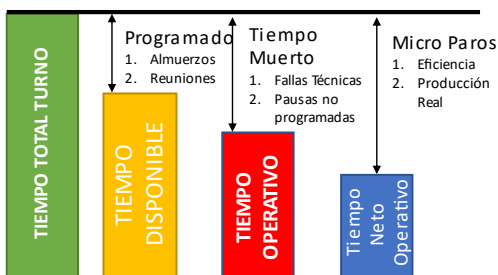 TIEMPO TOTAL TURNO
Programado
1. Almuerzos
2. Reuniones
TIEMPO
DISPONIBLE
Tiempo
Muerto
1. Fallas Técnicas
2. Pausas no
programadas
TIEMPO
OPERATIVO
Micro Paros
1. Eficiencia
2. Producción
Real
Tiempo
Neto
Operativo